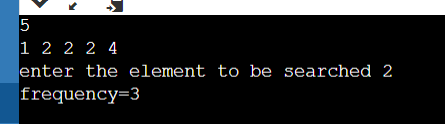 5
1 2 2 2 4
enter the element to be searched 2
frequency=3